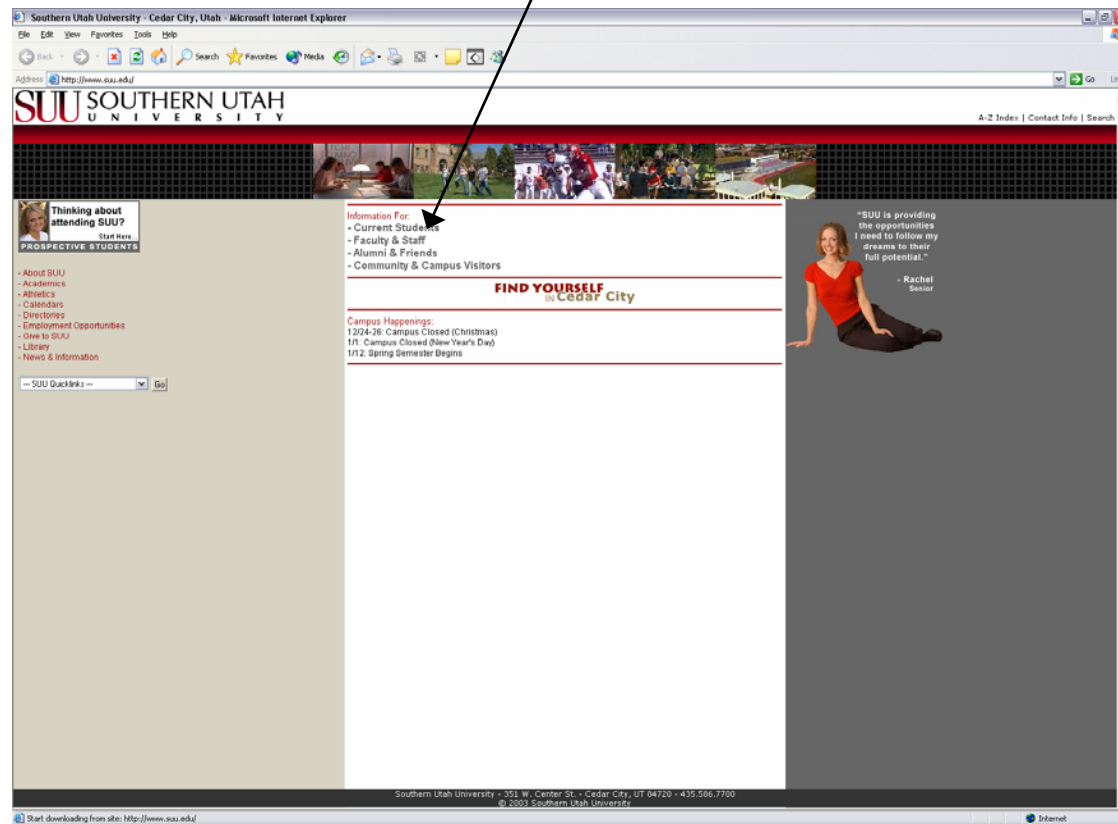 Southern Utah University - Cedar City, Utah - Microsoft Internet Explorer
File Edit View Favorites Tools Help
Back Search Favorites Media
Address http://www.suu.edu/ Go
SUU SOUTHERN UTAH
UNIVERSITY
A-Z Index | Contact Info | Search
Thinking about
attending SUU?
Start Here...
PROSPECTIVE STUDENTS
- About SUU
- Academics
- Athletics
- Calendars
- Directories
- Employment Opportunities
- Give to SUU
- Library
- News & Information
--- SUU Quicklinks --- Go
Information For:
- Current Students
- Faculty & Staff
- Alumni & Friends
- Community & Campus Visitors
FIND YOURSELF
IN Cedar City
Campus Happenings:
12/24-26: Campus Closed (Christmas)
1/1: Campus Closed (New Year's Day)
1/12: Spring Semester Begins
"SUU is providing
the opportunities
I need to follow my
dreams to their
full potential."
- Rachel
Senior
Southern Utah University - 351 W. Center St. - Cedar City, UT 84720 - 435.586.7700
© 2003 Southern Utah University
Start downloading from site: http://www.suu.edu/
Internet